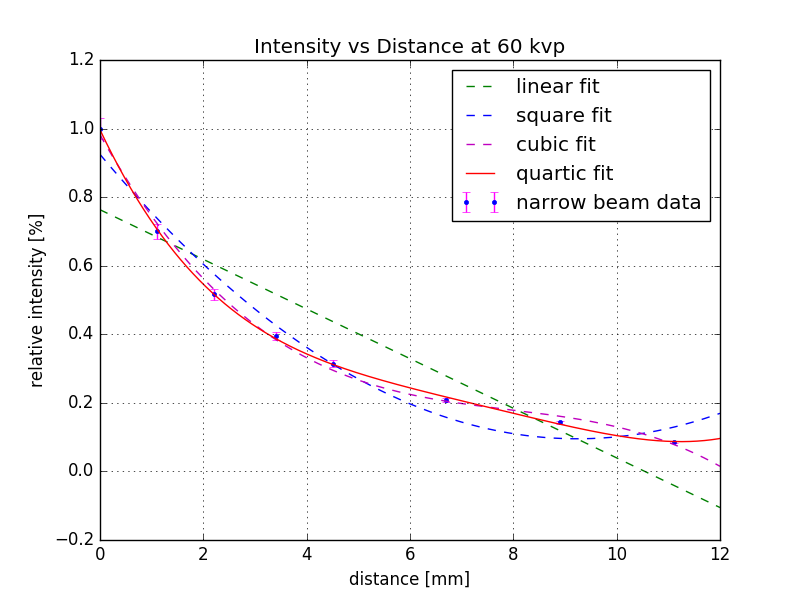 Intensity vs Distance at 60 kvp
1.2
1.0
0.8
0.6
0.4
0.2
0.0
−0.2
relative intensity [%]
linear fit
square fit
cubic fit
quartic fit
narrow beam data
0 2 4 6 8 10 12
distance [mm]